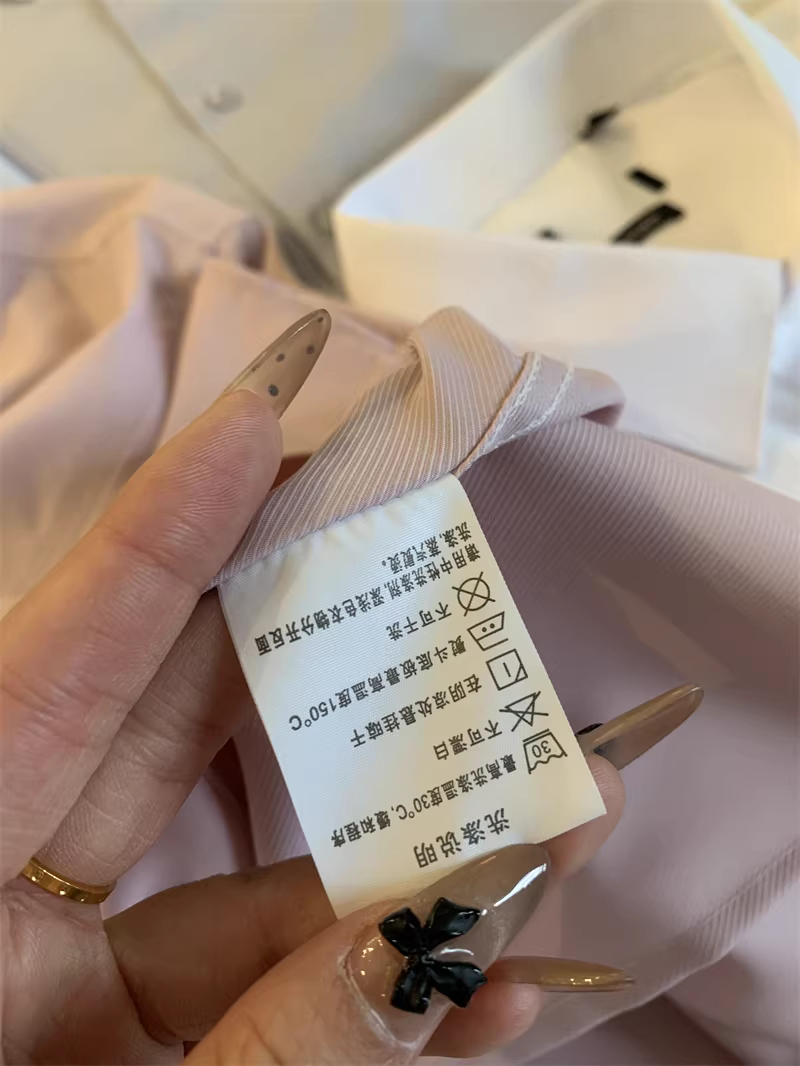 洗涤说明
30
最高洗涤温度30°C,缓和程序
不可漂白
在阴凉处悬挂晾干
熨斗底板最高温度150°C
不可干洗
请用中性洗涤剂,深浅色衣物分开反面
洗涤,蒸汽熨烫。